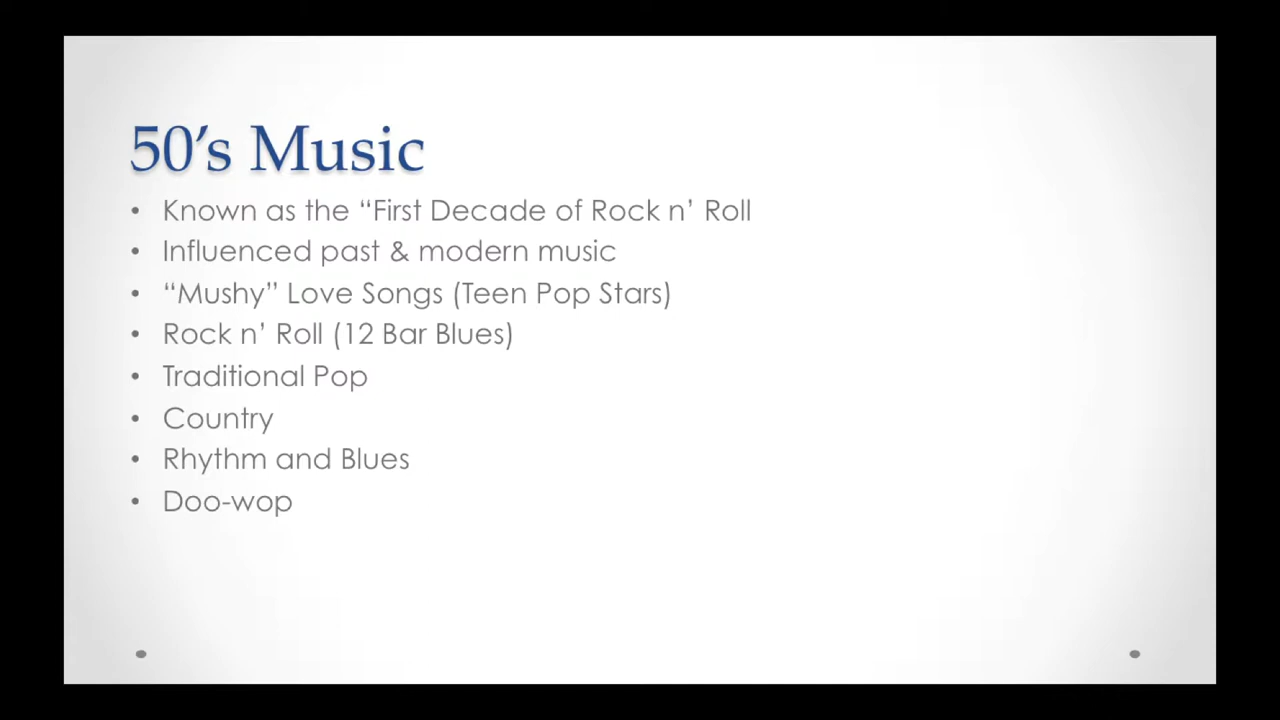 50’s Music
• Known as the “First Decade of Rock n’ Roll
• Influenced past & modern music
• “Mushy” Love Songs (Teen Pop Stars)
• Rock n’ Roll (12 Bar Blues)
• Traditional Pop
• Country
• Rhythm and Blues
• Doo-wop